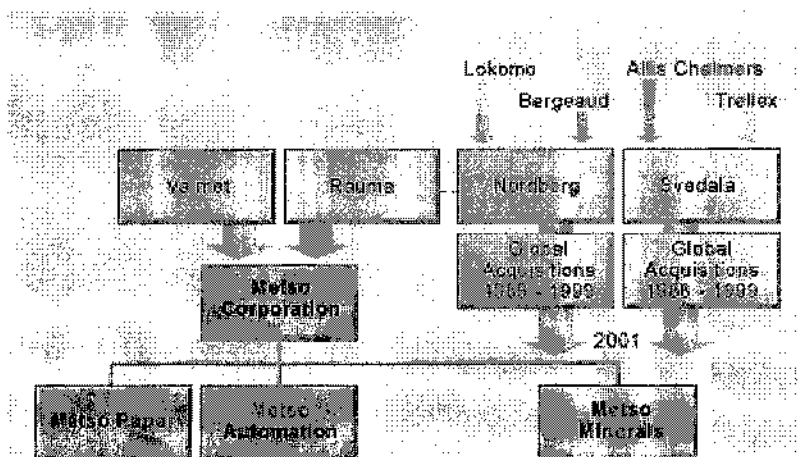 Lokomo
Allis Chalmers
Bergeaud
Trellex
Valmet
Rauma
Nordberg
Svedala
Global
Acquisitions
1989 - 1999
Global
Acquisitions
1986 - 1999
Metso
Corporation
2001
Metso Paper
Metso
Automation
Metso
Minerals